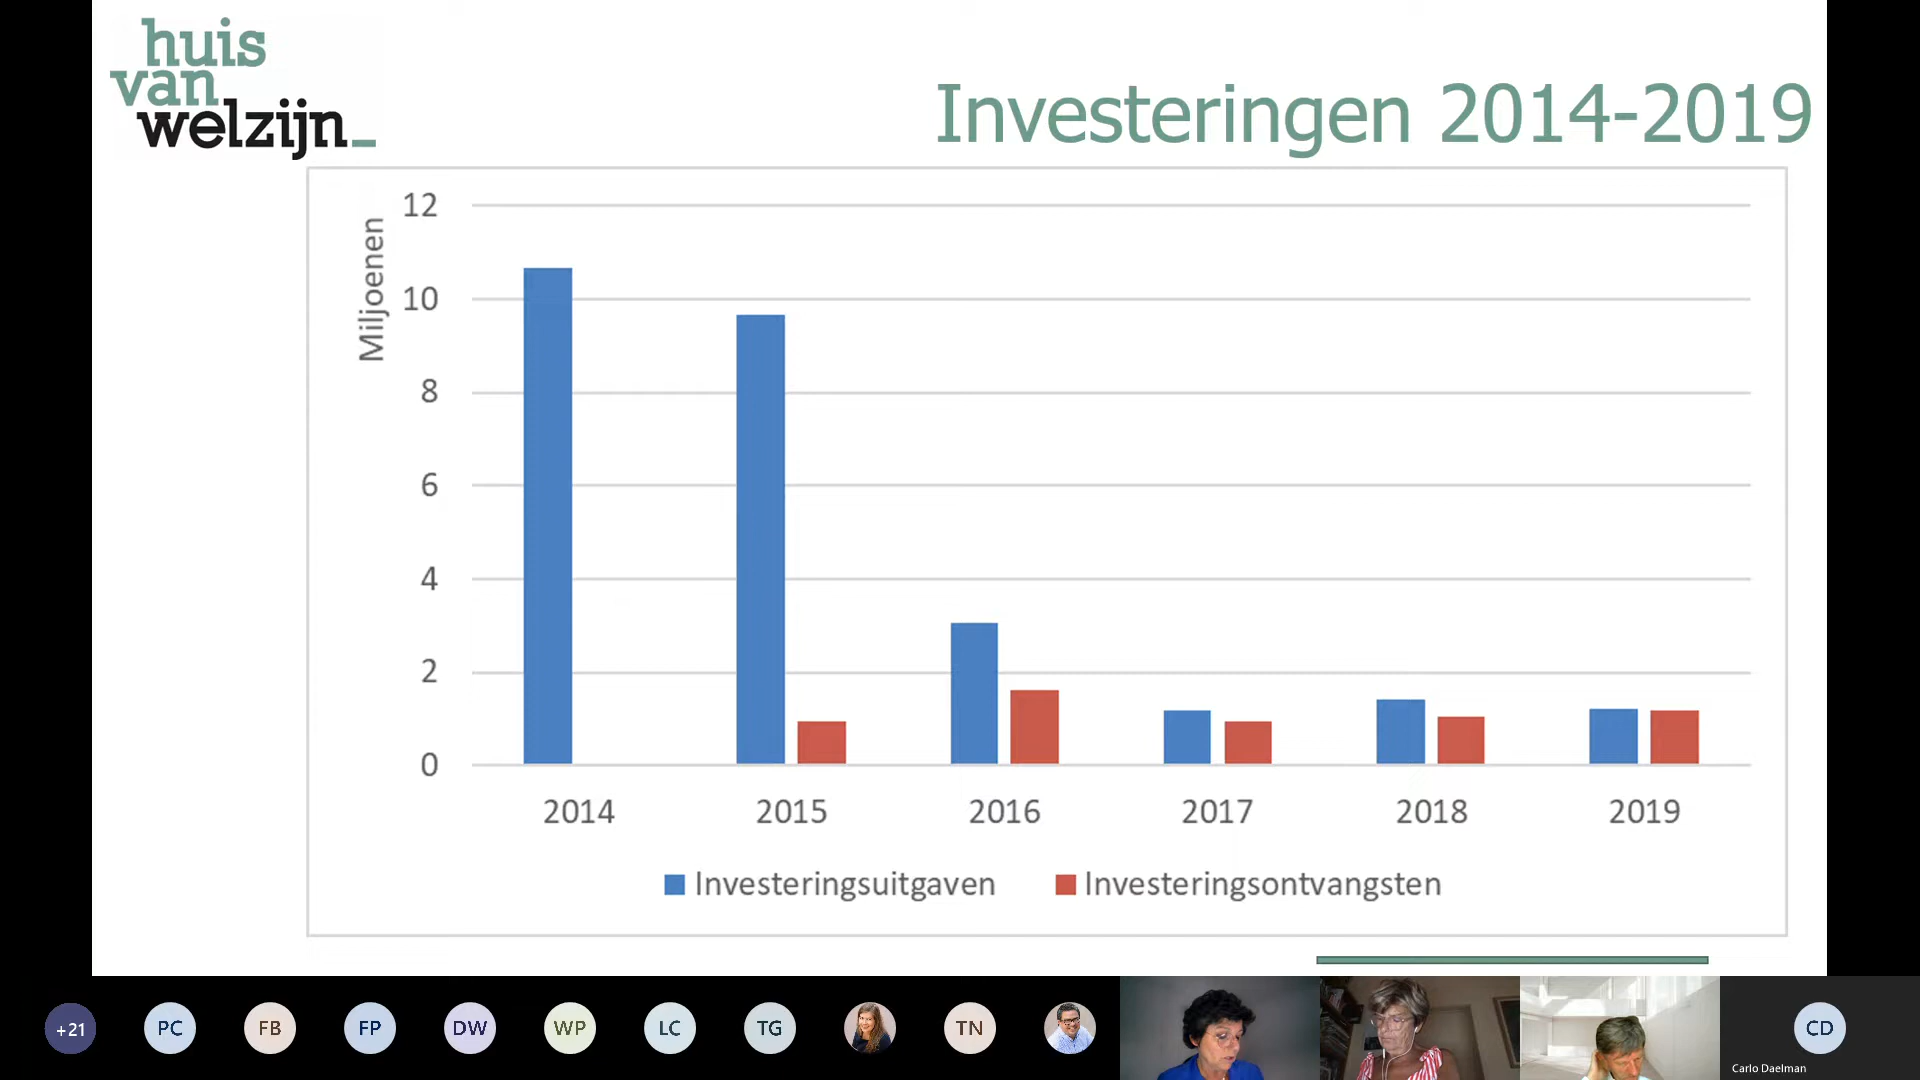 huis
van
welzijn_
Investeringen 2014-2019
Miljoenen
12
10
8
6
4
2
0
2014 2015 2016 2017 2018 2019
Investeringsuitgaven Investeringsontvangsten
+21 PC FB FP DW WP LC TG TN CD
Carlo Daelman